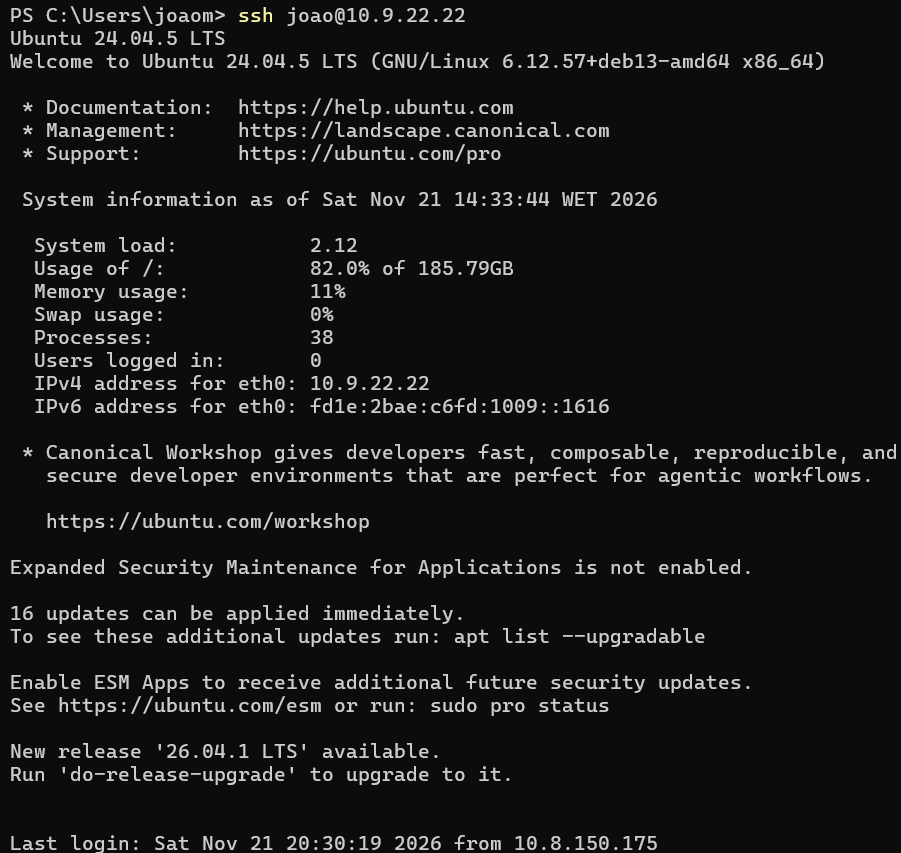 PS C:\Users\joaom> ssh joao@10.9.22.22
Ubuntu 24.04.5 LTS
Welcome to Ubuntu 24.04.5 LTS (GNU/Linux 6.12.57+deb13-amd64 x86_64)
* Documentation: https://help.ubuntu.com
* Management: https://landscape.canonical.com
* Support: https://ubuntu.com/pro
System information as of Sat Nov 21 14:33:44 WET 2026
System load: 2.12
Usage of /: 82.0% of 185.79GB
Memory usage: 11%
Swap usage: 0%
Processes: 38
Users logged in: 0
IPv4 address for eth0: 10.9.22.22
IPv6 address for eth0: fd1e:2bae:c6fd:1009::1616
* Canonical Workshop gives developers fast, composable, reproducible, and
secure developer environments that are perfect for agentic workflows.
https://ubuntu.com/workshop
Expanded Security Maintenance for Applications is not enabled.
16 updates can be applied immediately.
To see these additional updates run: apt list --upgradable
Enable ESM Apps to receive additional future security updates.
See https://ubuntu.com/esm or run: sudo pro status
New release '26.04.1 LTS' available.
Run 'do-release-upgrade' to upgrade to it.
Last login: Sat Nov 21 20:30:19 2026 from 10.8.150.175